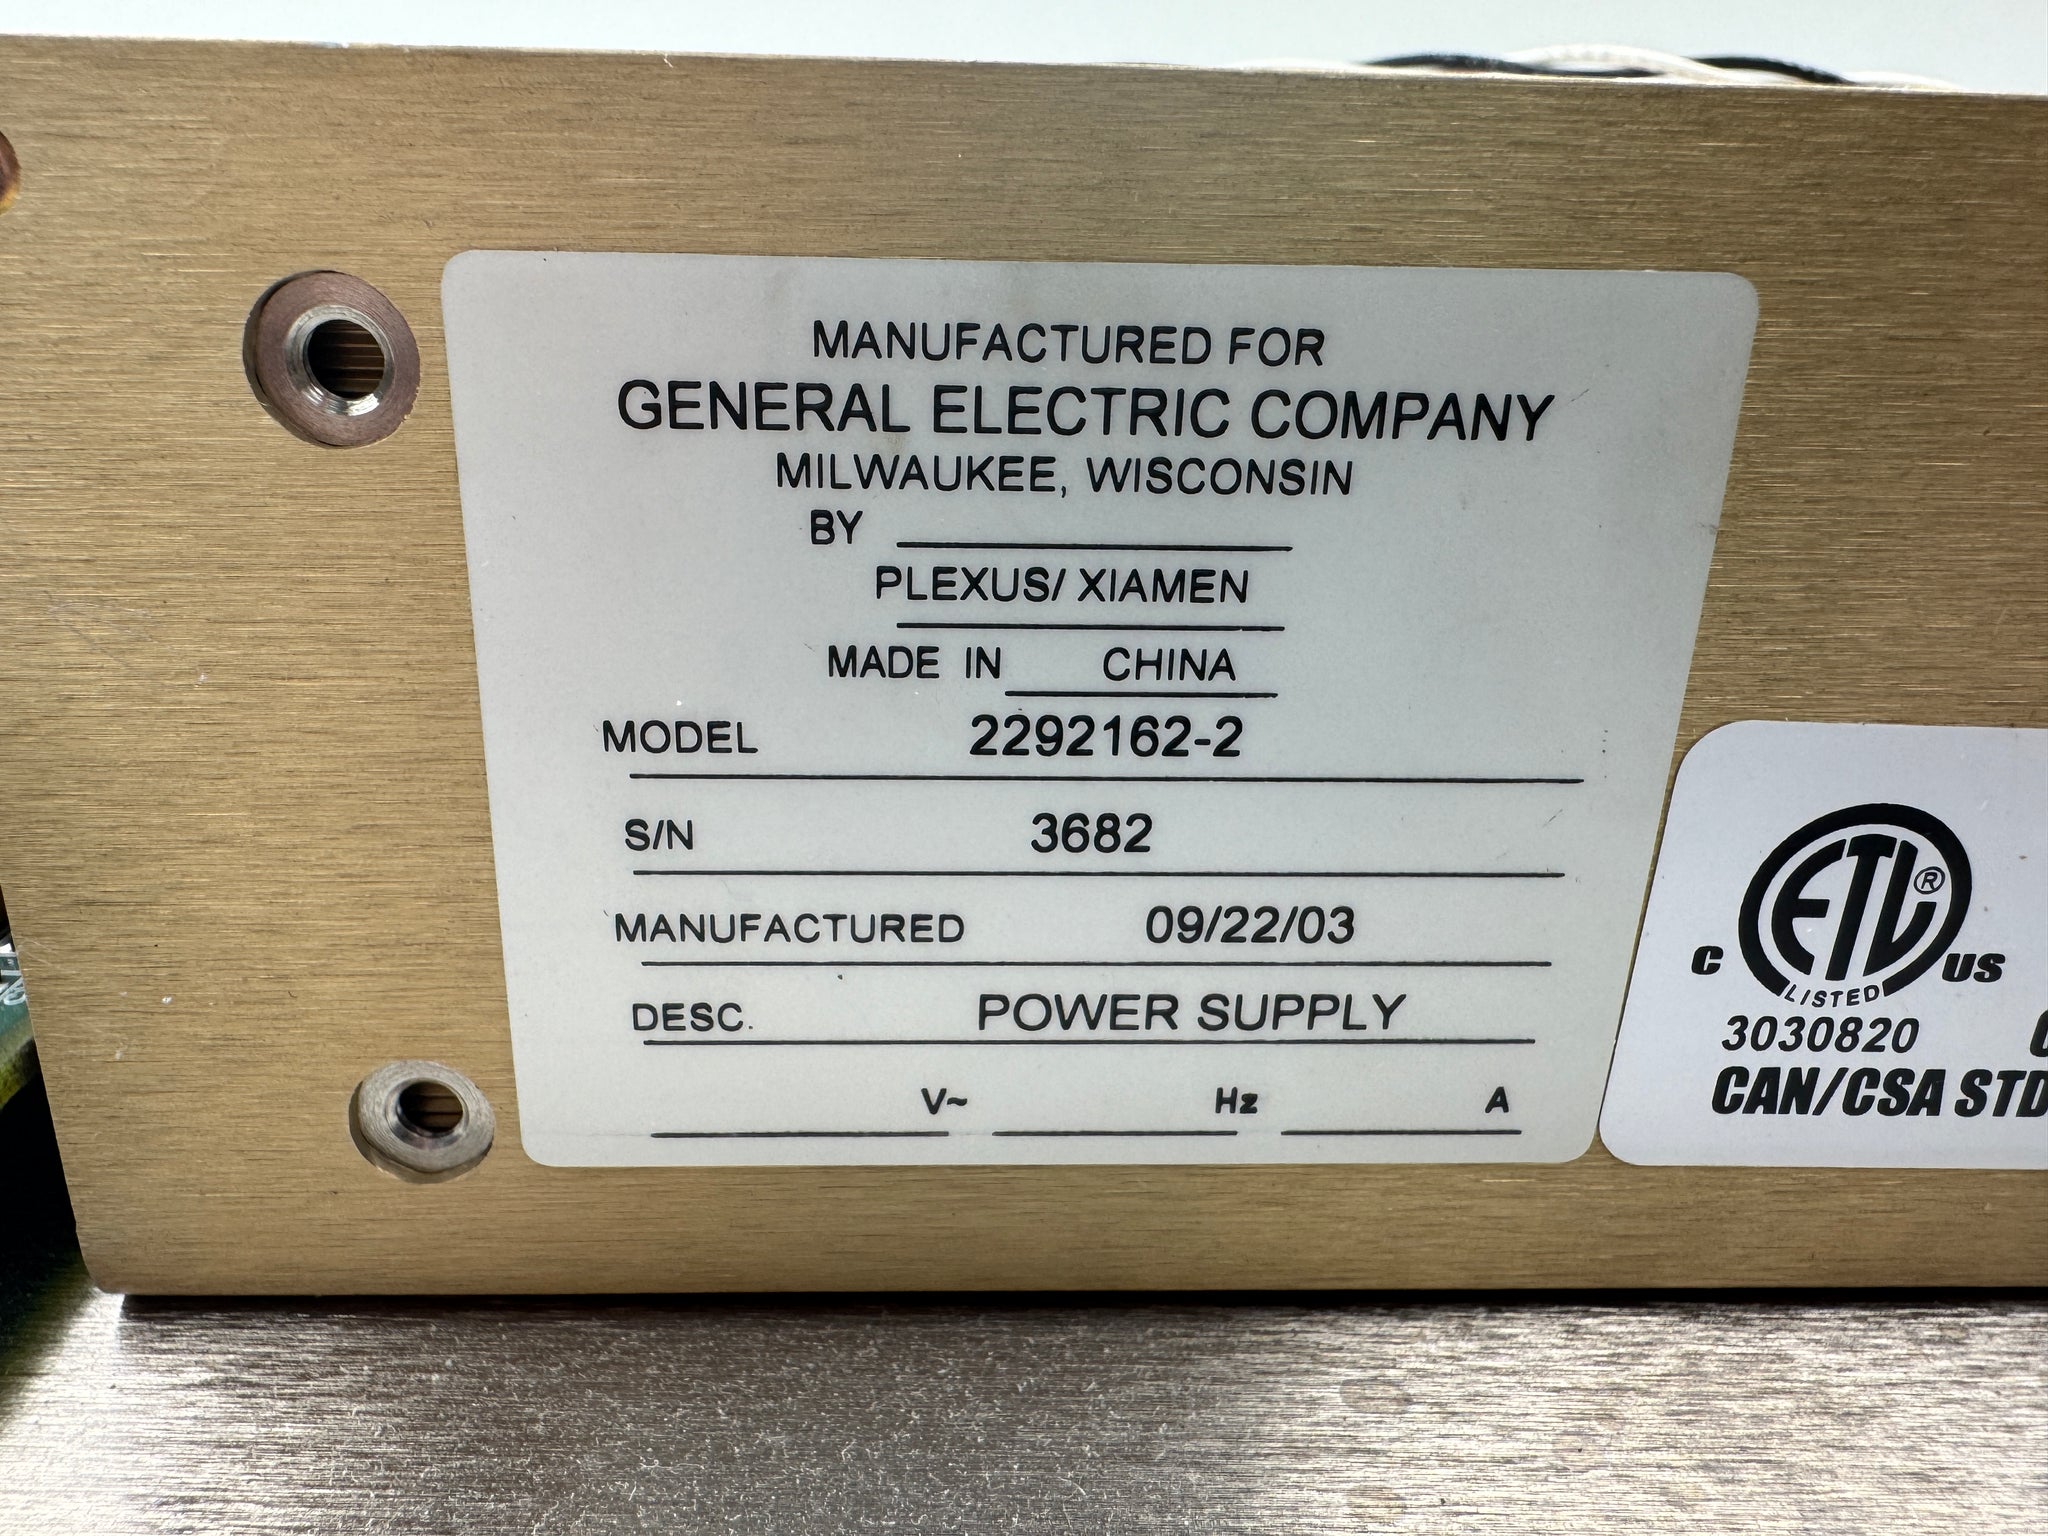 MANUFACTURED FOR
GENERAL ELECTRIC COMPANY
MILWAUKEE, WISCONSIN
BY
PLEXUS/ XIAMEN
MADE IN CHINA
MODEL 2292162-2
S/N 3682
MANUFACTURED 09/22/03
DESC. POWER SUPPLY
V~ Hz A
ETL®
C US
LISTED
3030820
CAN/CSA STD